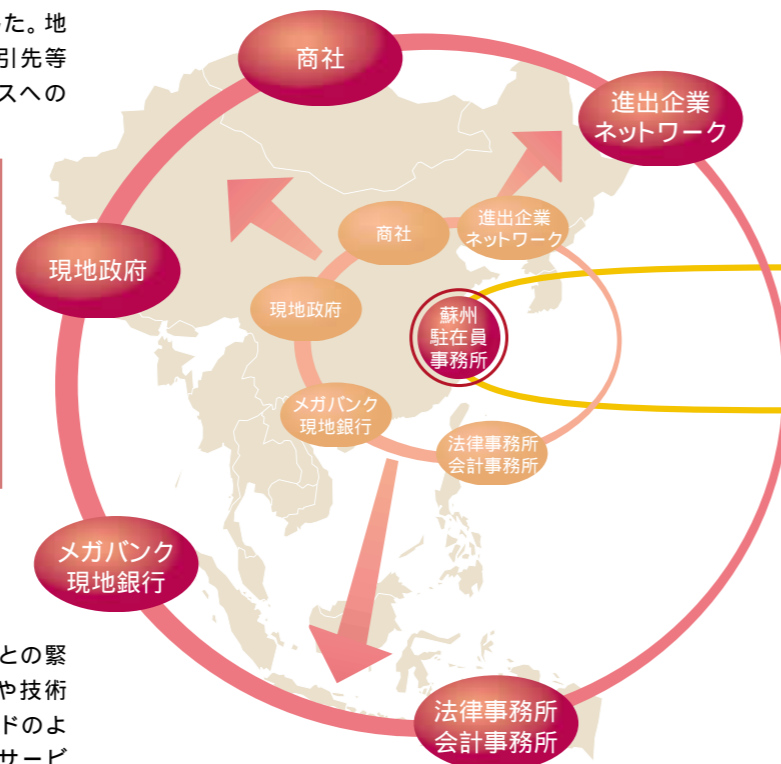 た。地
引先等
スへの
商社
進出企業
ネットワーク
現地政府
商社
進出企業
ネットワーク
現地政府
蘇州
駐在員
事務所
メガバンク
現地銀行
法律事務所
会計事務所
メガバンク
現地銀行
法律事務所
会計事務所
との緊
や技術
ドのよ
サービ